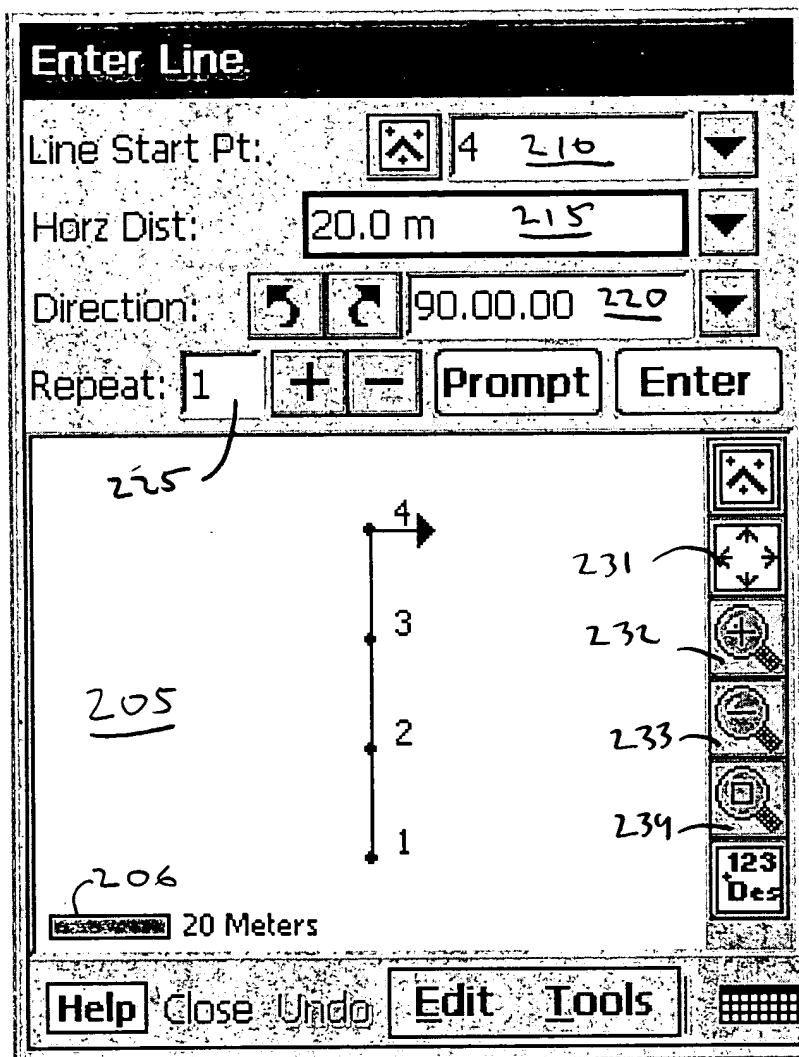 Enter Line
Line Start Pt: 4 210
Horz Dist: 20.0 m 215
Direction: 90.00.00 220
Repeat: 1 + − Prompt Enter
225
4
231
3
232
205
2
233
234
1
123
Des
206
20 Meters
Help Close Undo Edit Tools